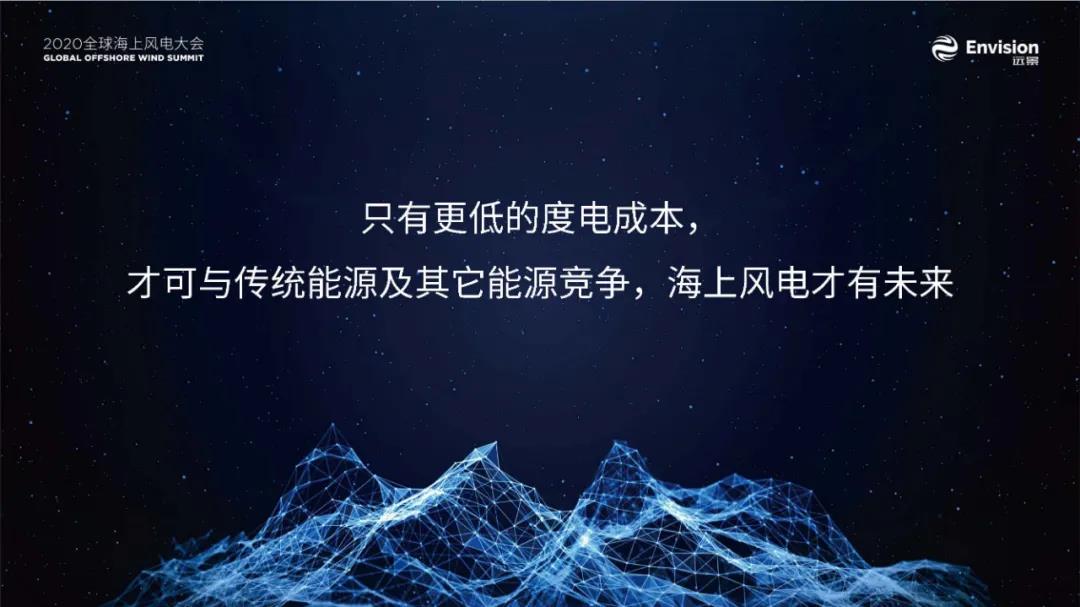 2020全球海上风电大会
GLOBAL OFFSHORE WIND SUMMIT
Envision
远景
只有更低的度电成本，
才可与传统能源及其它能源竞争，海上风电才有未来